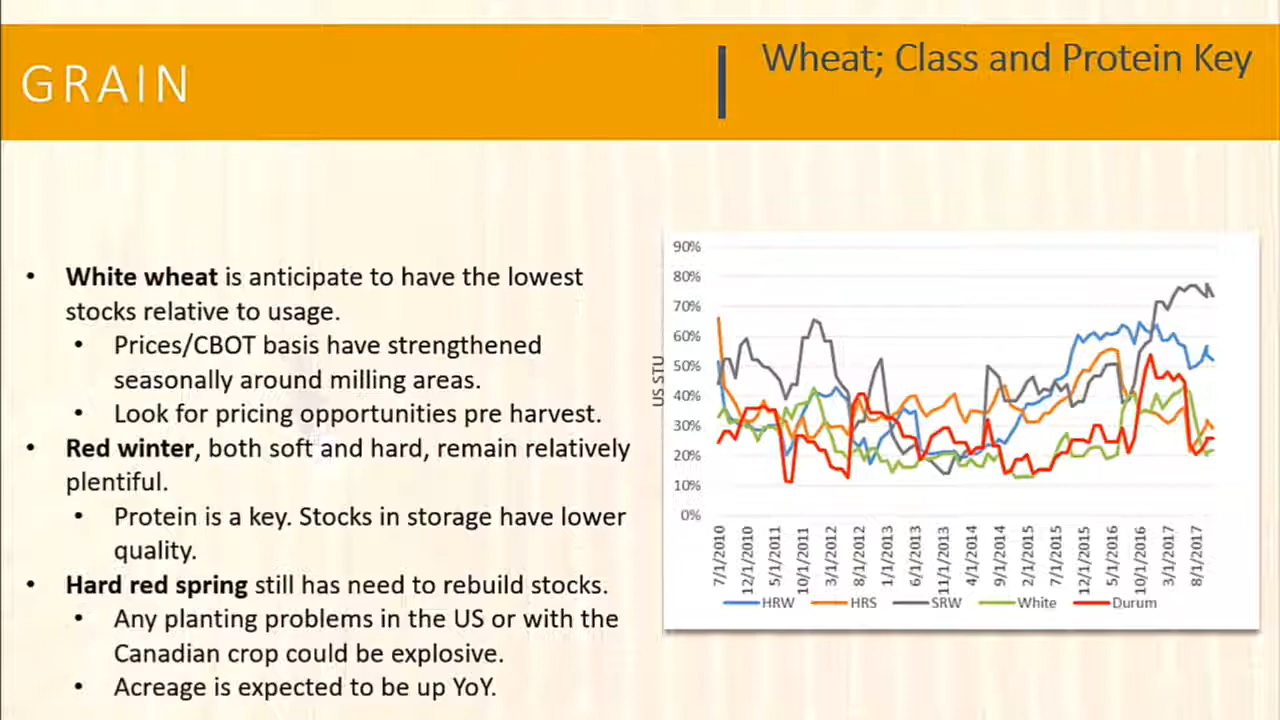 GRAIN
Wheat; Class and Protein Key
• White wheat is anticipate to have the lowest
stocks relative to usage.
• Prices/CBOT basis have strengthened
seasonally around milling areas.
• Look for pricing opportunities pre harvest.
• Red winter, both soft and hard, remain relatively
plentiful.
• Protein is a key. Stocks in storage have lower
quality.
• Hard red spring still has need to rebuild stocks.
• Any planting problems in the US or with the
Canadian crop could be explosive.
• Acreage is expected to be up YoY.
US STU
90%
80%
70%
60%
50%
40%
30%
20%
10%
0%
7/1/2010
12/1/2010
5/1/2011
10/1/2011
3/1/2012
8/1/2012
1/1/2013
6/1/2013
11/1/2013
4/1/2014
9/1/2014
2/1/2015
7/1/2015
12/1/2015
5/1/2016
10/1/2016
3/1/2017
8/1/2017
HRW HRS SRW White Durum